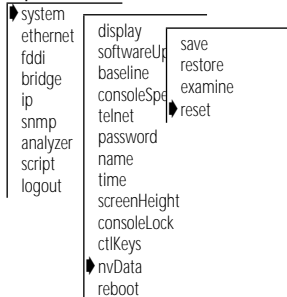 system
ethernet
fddi
bridge
ip
snmp
analyzer
script
logout
display
softwareUp
baseline
consoleSpe
telnet
password
name
time
screenHeight
consoleLock
ctlKeys
nvData
reboot
save
restore
examine
reset